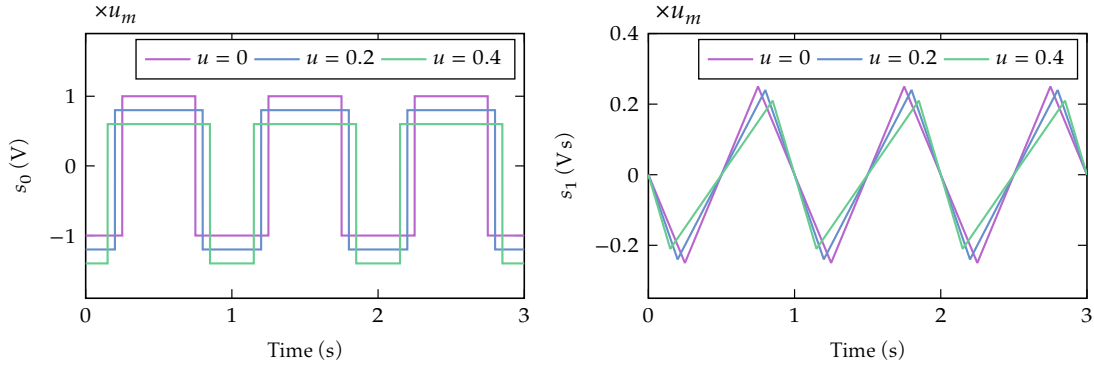 ×u_m
u = 0 u = 0.2 u = 0.4
s_0 (V)
1
0
−1
0 1 2 3
Time (s)
×u_m
u = 0 u = 0.2 u = 0.4
s_1 (V s)
0.4
0.2
0
−0.2
0 1 2 3
Time (s)